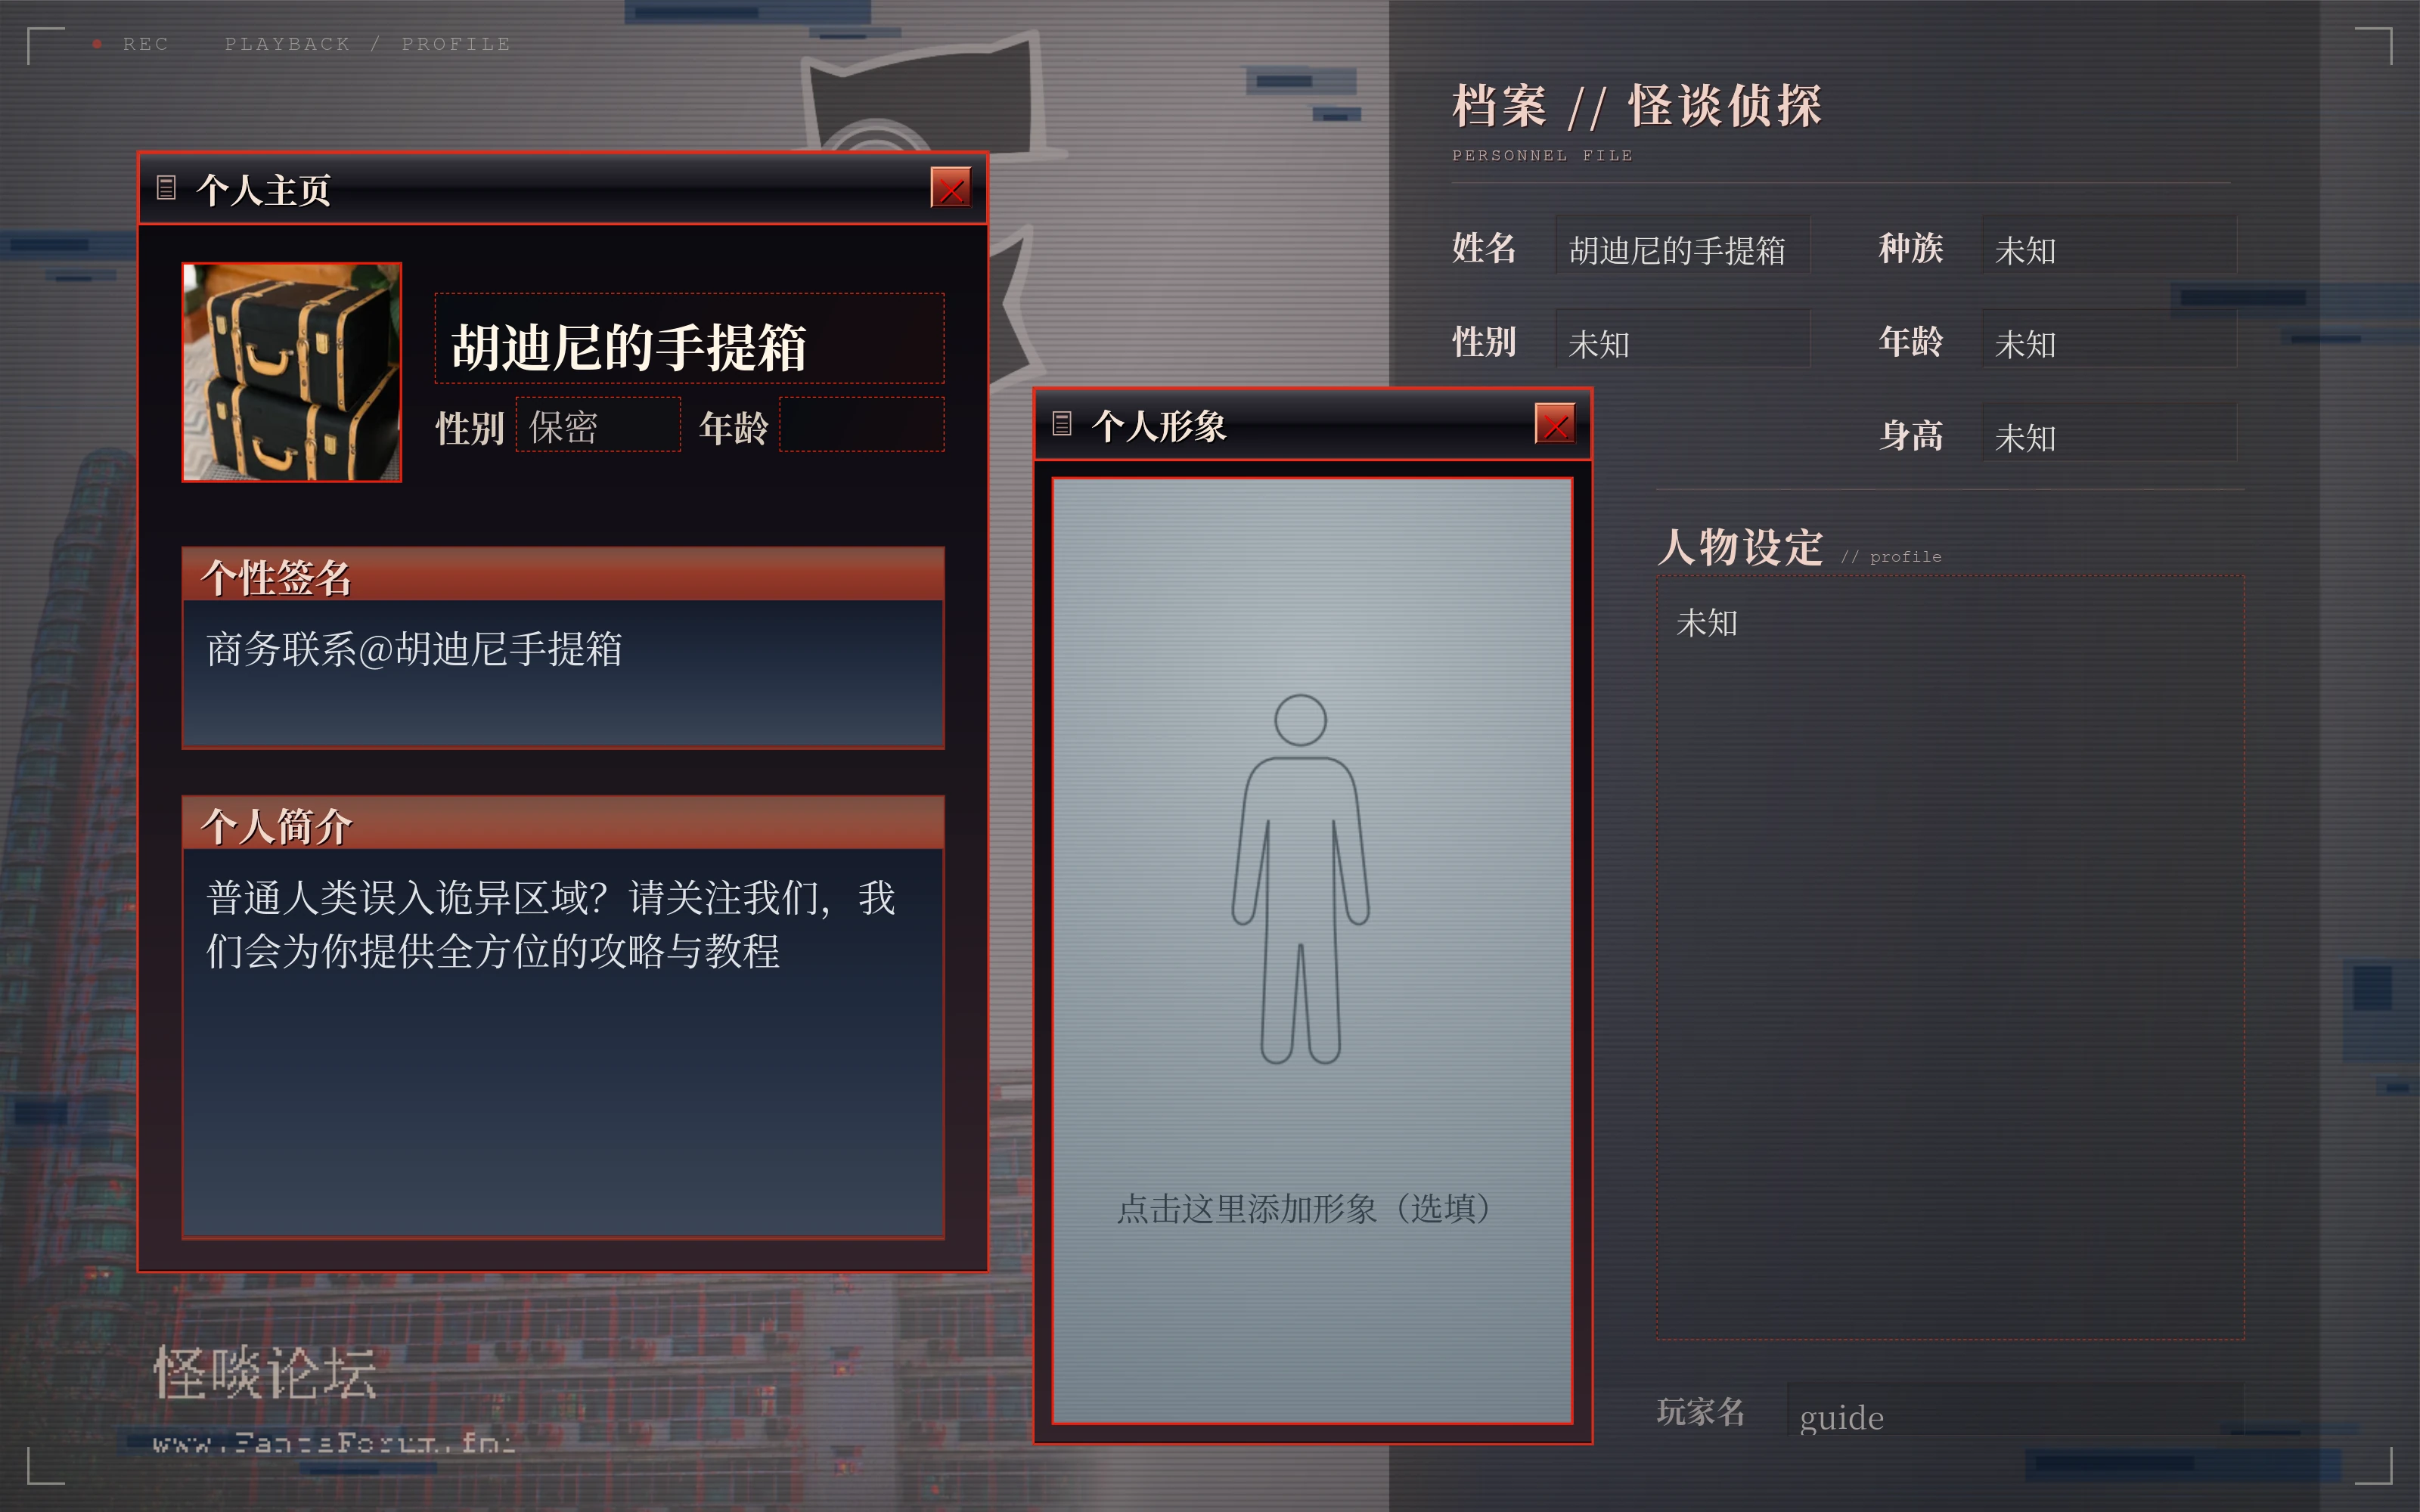 REC PLAYBACK / PROFILE
档案 // 怪谈侦探
PERSONNEL FILE
姓名 胡迪尼的手提箱 种族 未知
性别 未知 年龄 未知
身高 未知
人物设定 // profile
未知
玩家名 guide
个人主页
胡迪尼的手提箱
性别 保密 年龄
个性签名
商务联系@胡迪尼手提箱
个人简介
普通人类误入诡异区域？请关注我们，我
们会为你提供全方位的攻略与教程
个人形象
点击这里添加形象（选填）
怪啖论坛